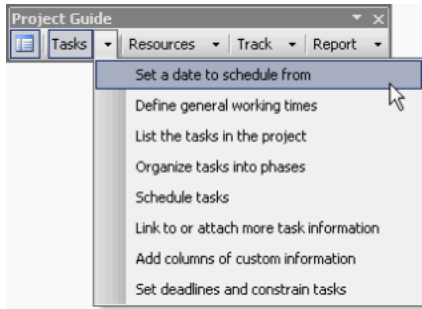 Project Guide
Tasks Resources Track Report
Set a date to schedule from
Define general working times
List the tasks in the project
Organize tasks into phases
Schedule tasks
Link to or attach more task information
Add columns of custom information
Set deadlines and constrain tasks